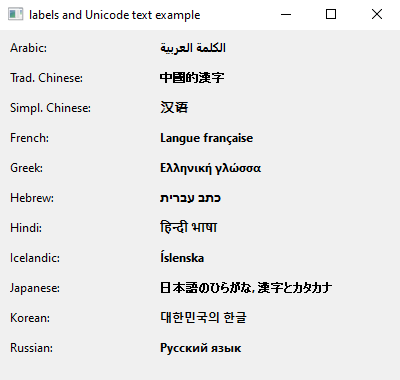 labels and Unicode text example
Arabic: الكلمة العربية
Trad. Chinese: 中國的漢字
Simpl. Chinese: 汉语
French: Langue française
Greek: Ελληνική γλώσσα
Hebrew: כתב עברית
Hindi: हिन्दी भाषा
Icelandic: Íslenska
Japanese: 日本語のひらがな, 漢字とカタカナ
Korean: 대한민국의 한글
Russian: Русский язык